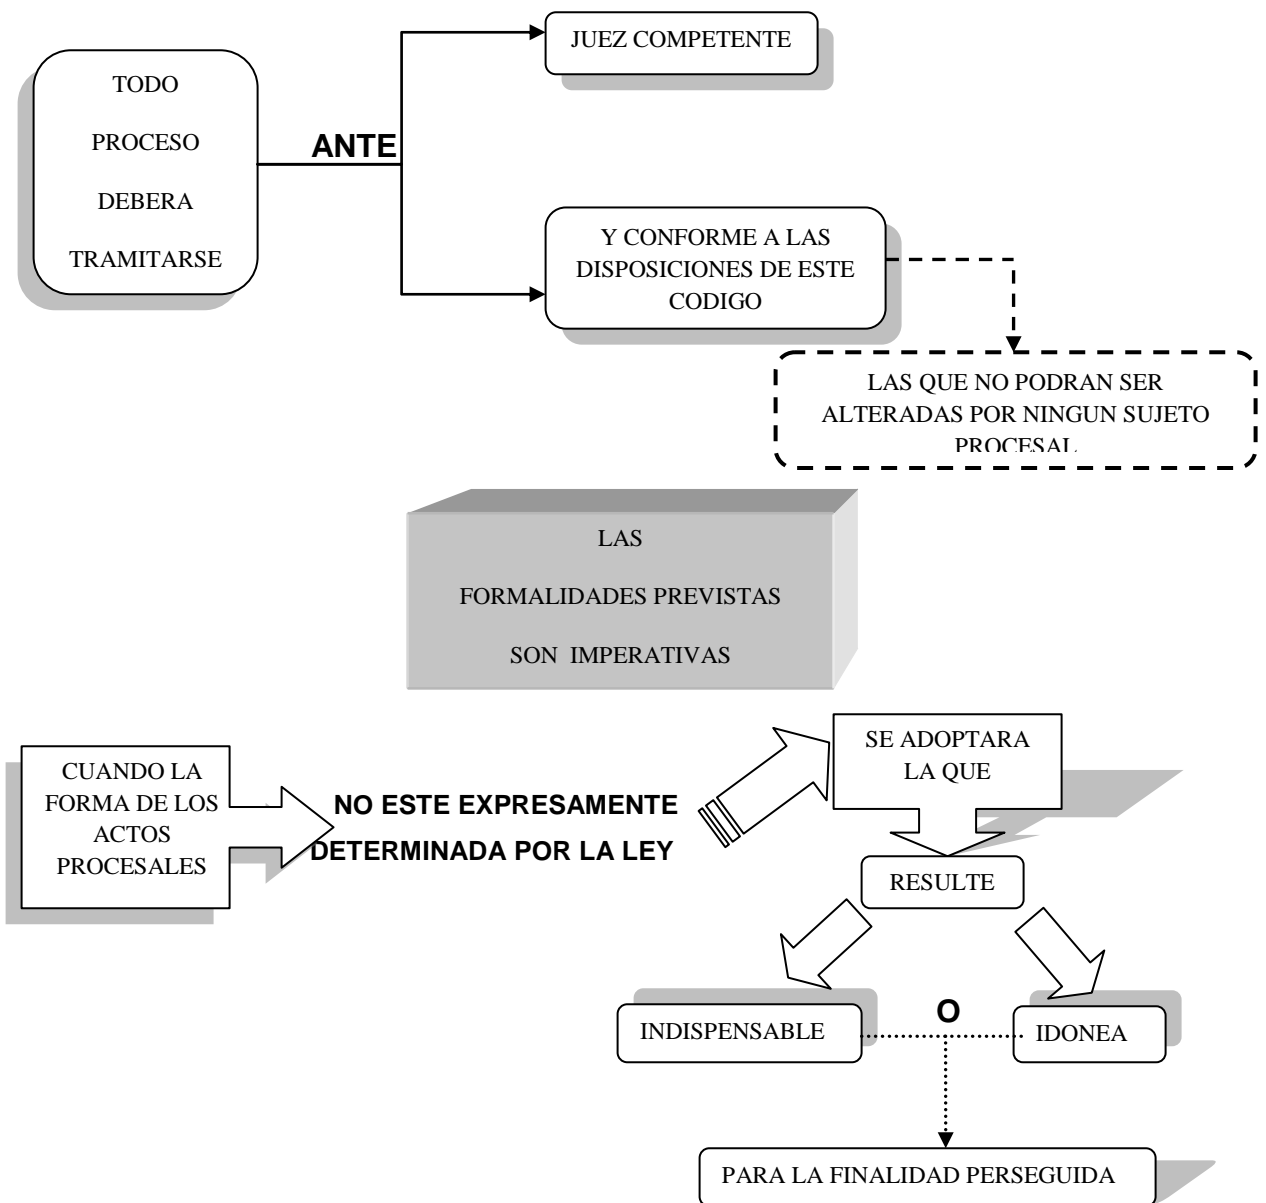 JUEZ COMPETENTE
TODO
PROCESO
DEBERA
TRAMITARSE
ANTE
Y CONFORME A LAS
DISPOSICIONES DE ESTE
CODIGO
LAS QUE NO PODRAN SER
ALTERADAS POR NINGUN SUJETO
PROCESAL
LAS
FORMALIDADES PREVISTAS
SON IMPERATIVAS
CUANDO LA
FORMA DE LOS
ACTOS
PROCESALES
NO ESTE EXPRESAMENTE
DETERMINADA POR LA LEY
SE ADOPTARA
LA QUE
RESULTE
INDISPENSABLE
O
IDONEA
PARA LA FINALIDAD PERSEGUIDA